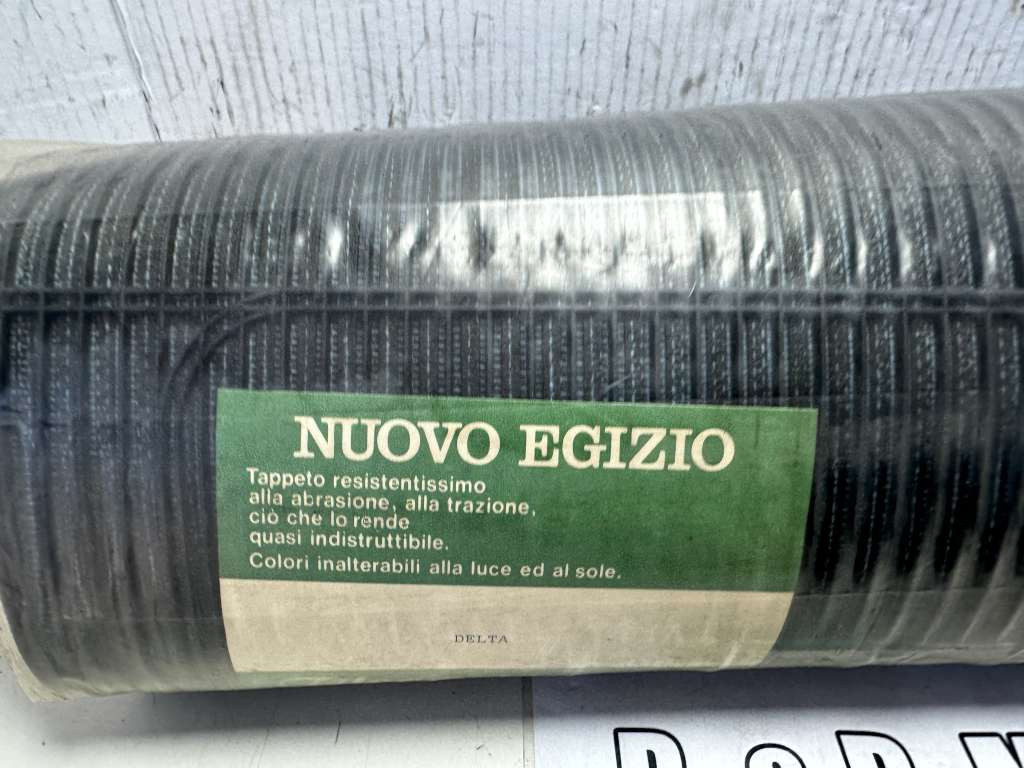 NUOVO EGIZIO
Tappeto resistentissimo
alla abrasione, alla trazione,
ciò che lo rende
quasi indistruttibile.
Colori inalterabili alla luce ed al sole.
DELTA